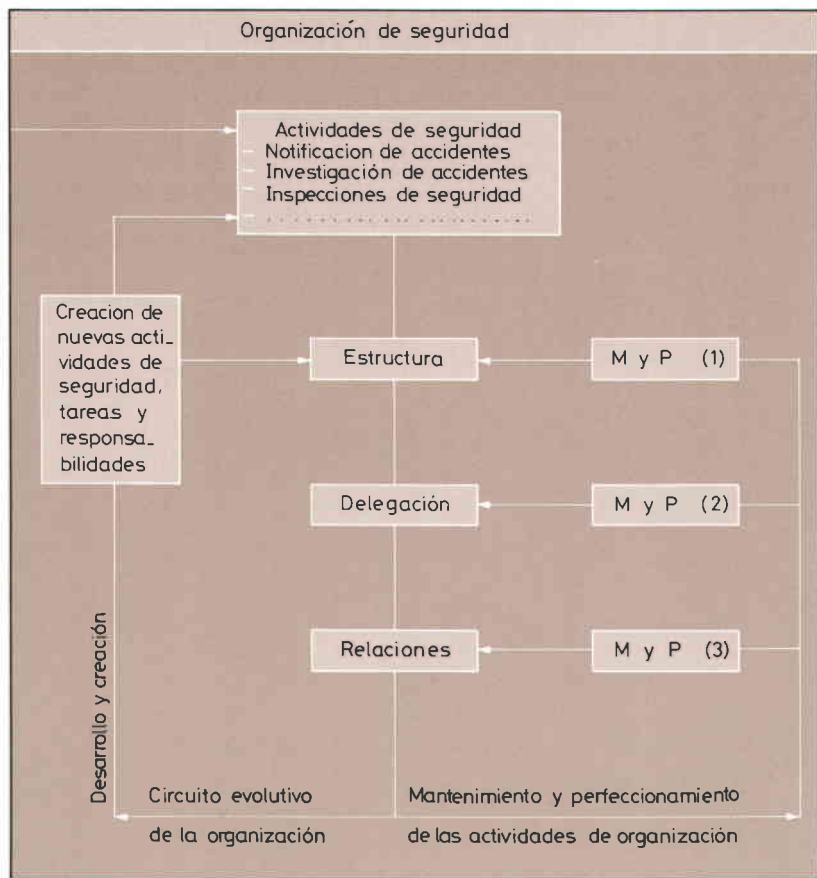 Organización de seguridad
Actividades de seguridad
– Notificacion de accidentes
– Investigación de accidentes
– Inspecciones de seguridad
– . . . . . . . . . . . . . . . . . . . . . . . .
Creacion de
nuevas acti_
vidades de
seguridad,
tareas y
responsa_
bilidades
Estructura
M y P (1)
Delegación
M y P (2)
Relaciones
M y P (3)
Desarrollo y creación
Circuito evolutivo
de la organización
Mantenimiento y perfeccionamiento
de las actividades de organización